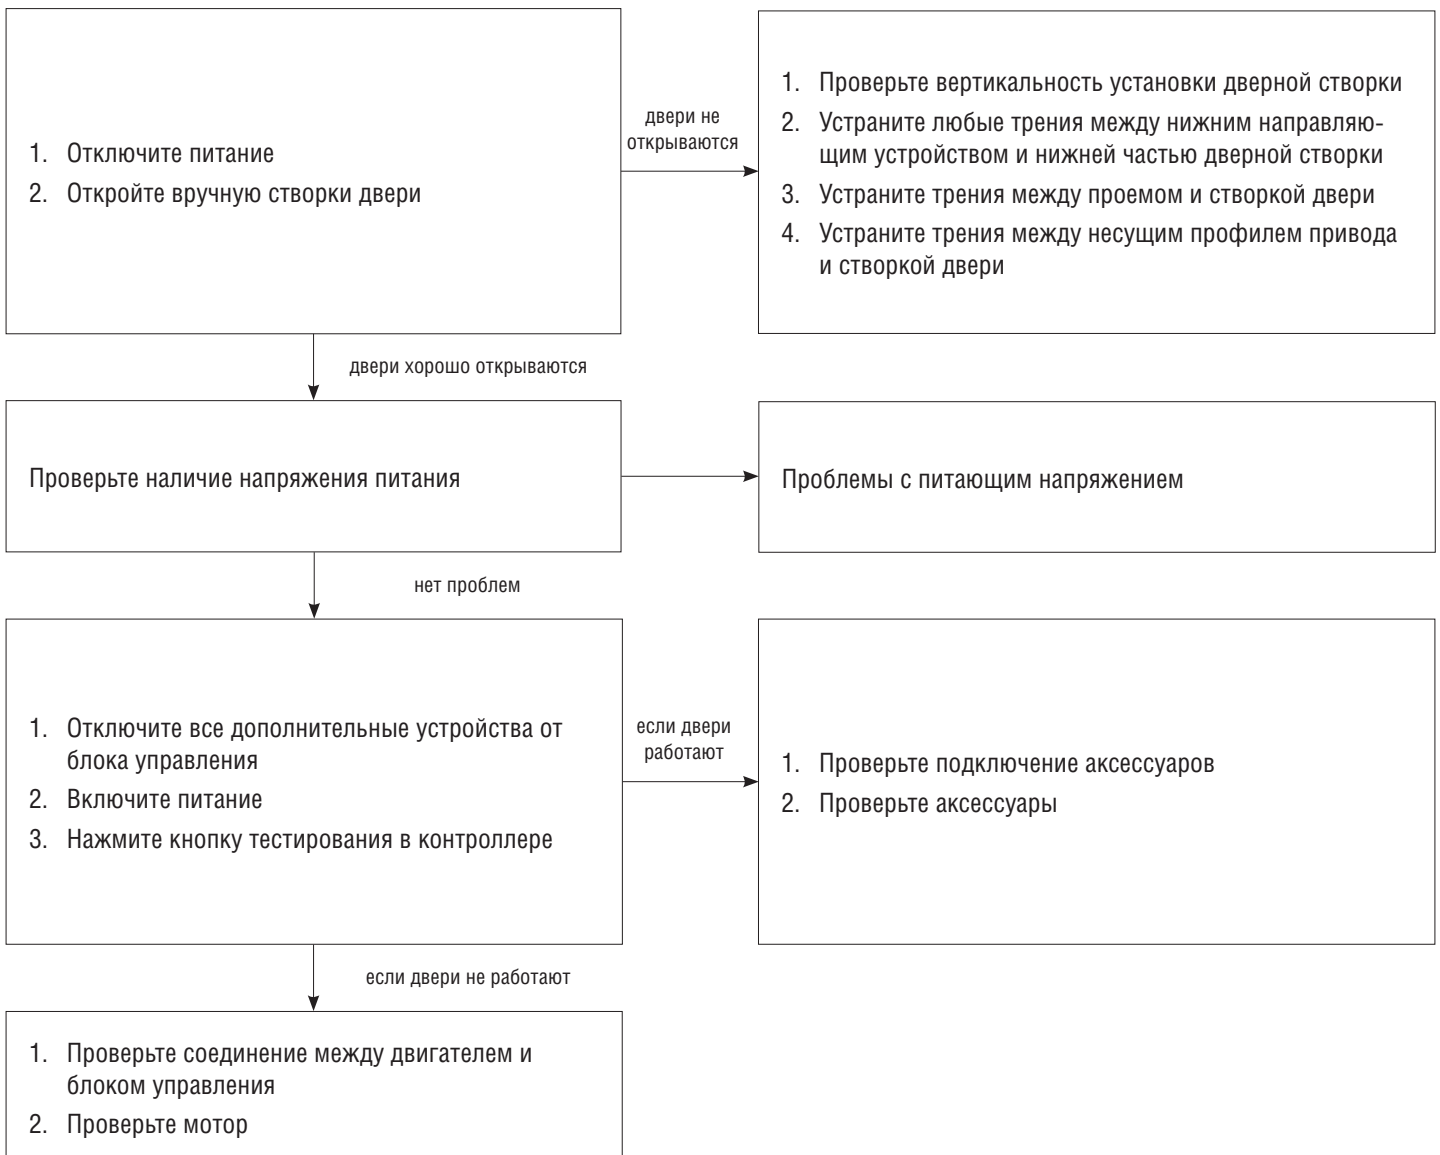 1. Отключите питание
2. Откройте вручную створки двери
двери не
открываются
1. Проверьте вертикальность установки дверной створки
2. Устраните любые трения между нижним направляю-
щим устройством и нижней частью дверной створки
3. Устраните трения между проемом и створкой двери
4. Устраните трения между несущим профилем привода
и створкой двери
двери хорошо открываются
Проверьте наличие напряжения питания
Проблемы с питающим напряжением
нет проблем
1. Отключите все дополнительные устройства от
блока управления
2. Включите питание
3. Нажмите кнопку тестирования в контроллере
если двери
работают
1. Проверьте подключение аксессуаров
2. Проверьте аксессуары
если двери не работают
1. Проверьте соединение между двигателем и
блоком управления
2. Проверьте мотор